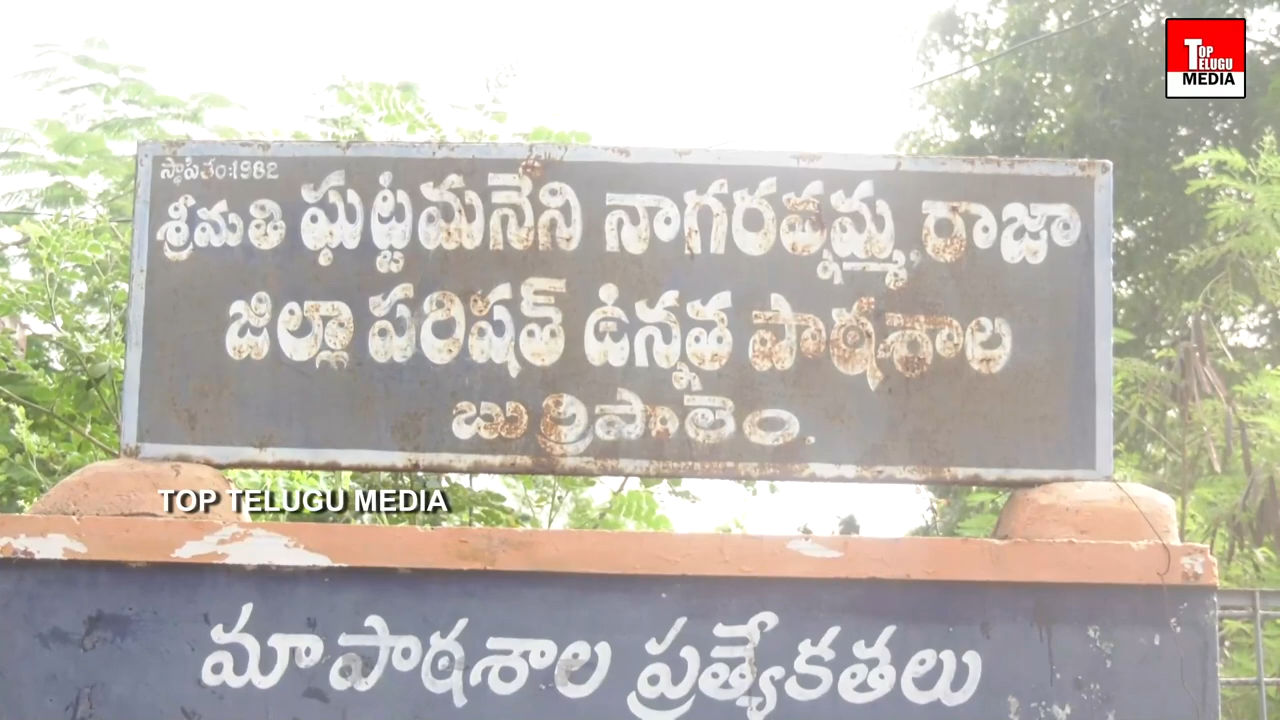 TOP
TELUGU
MEDIA
స్థాపితం:1982
శ్రీమతి ఘట్టమనేని నాగరత్నమ్మ, రాజా
జిల్లా పరిషత్ ఉన్నత పాఠశాల
బుర్రిపాలెం.
TOP TELUGU MEDIA
మా పాఠశాల ప్రత్యేకతలు